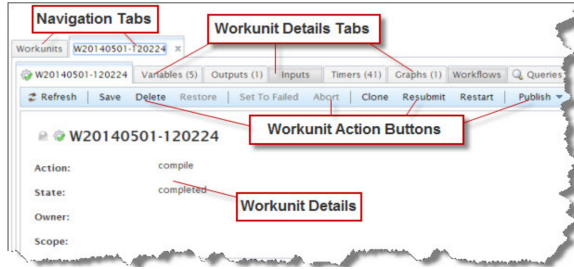 Navigation Tabs
Workunit Details Tabs
Workunits W20140501-120224 ×
W20140501-120224 Variables (5) Outputs (1) Inputs Timers (41) Graphs (1) Workflows Queries
Refresh Save Delete Restore Set To Failed Abort Clone Resubmit Restart Publish
Workunit Action Buttons
W20140501-120224
Action: compile
State: completed
Workunit Details
Owner:
Scope: